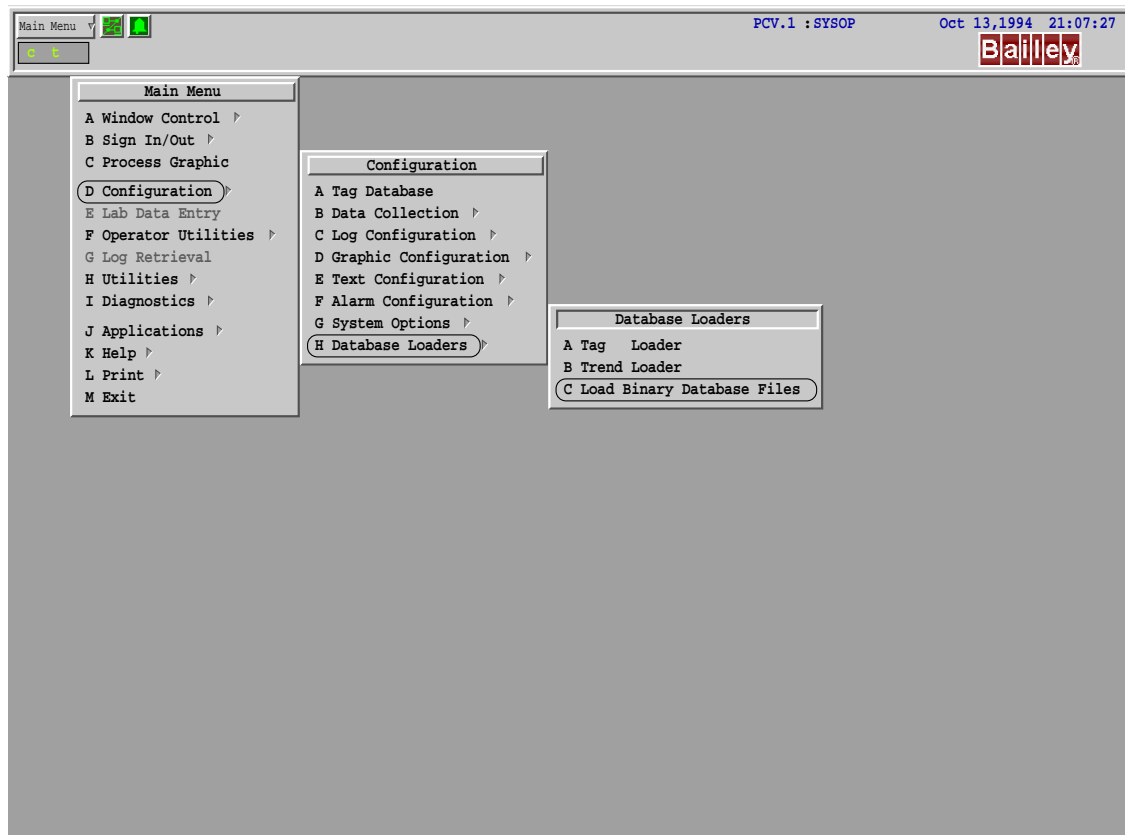 Main Menu
PCV.1 :SYSOP
Oct 13,1994 21:07:27
c t
Bailey®
Main Menu
A Window Control
B Sign In/Out
C Process Graphic
D Configuration
E Lab Data Entry
F Operator Utilities
G Log Retrieval
H Utilities
I Diagnostics
J Applications
K Help
L Print
M Exit
Configuration
A Tag Database
B Data Collection
C Log Configuration
D Graphic Configuration
E Text Configuration
F Alarm Configuration
G System Options
H Database Loaders
Database Loaders
A Tag Loader
B Trend Loader
C Load Binary Database Files